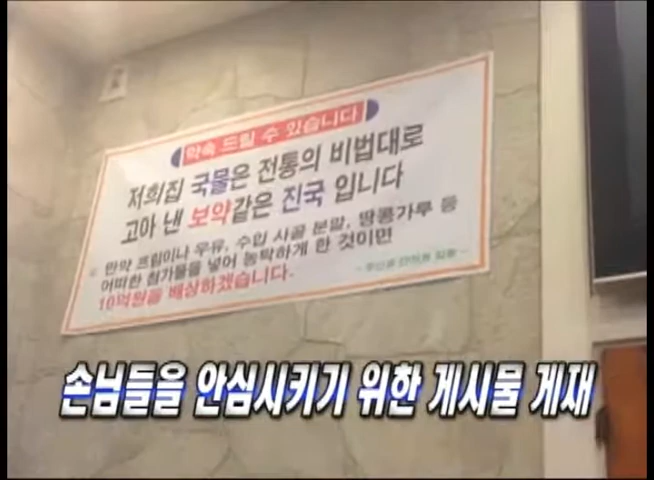 약속 드릴 수 있습니다
저희집 국물은 전통의 비법대로
고아 낸 보약같은 진국 입니다
만약 프림이나 우유, 수입 사골 분말, 땅콩가루 등
어떠한 첨가물을 넣어 농탁하게 한 것이면
10억원을 배상하겠습니다.
손님들을 안심시키기 위한 게시물 게재